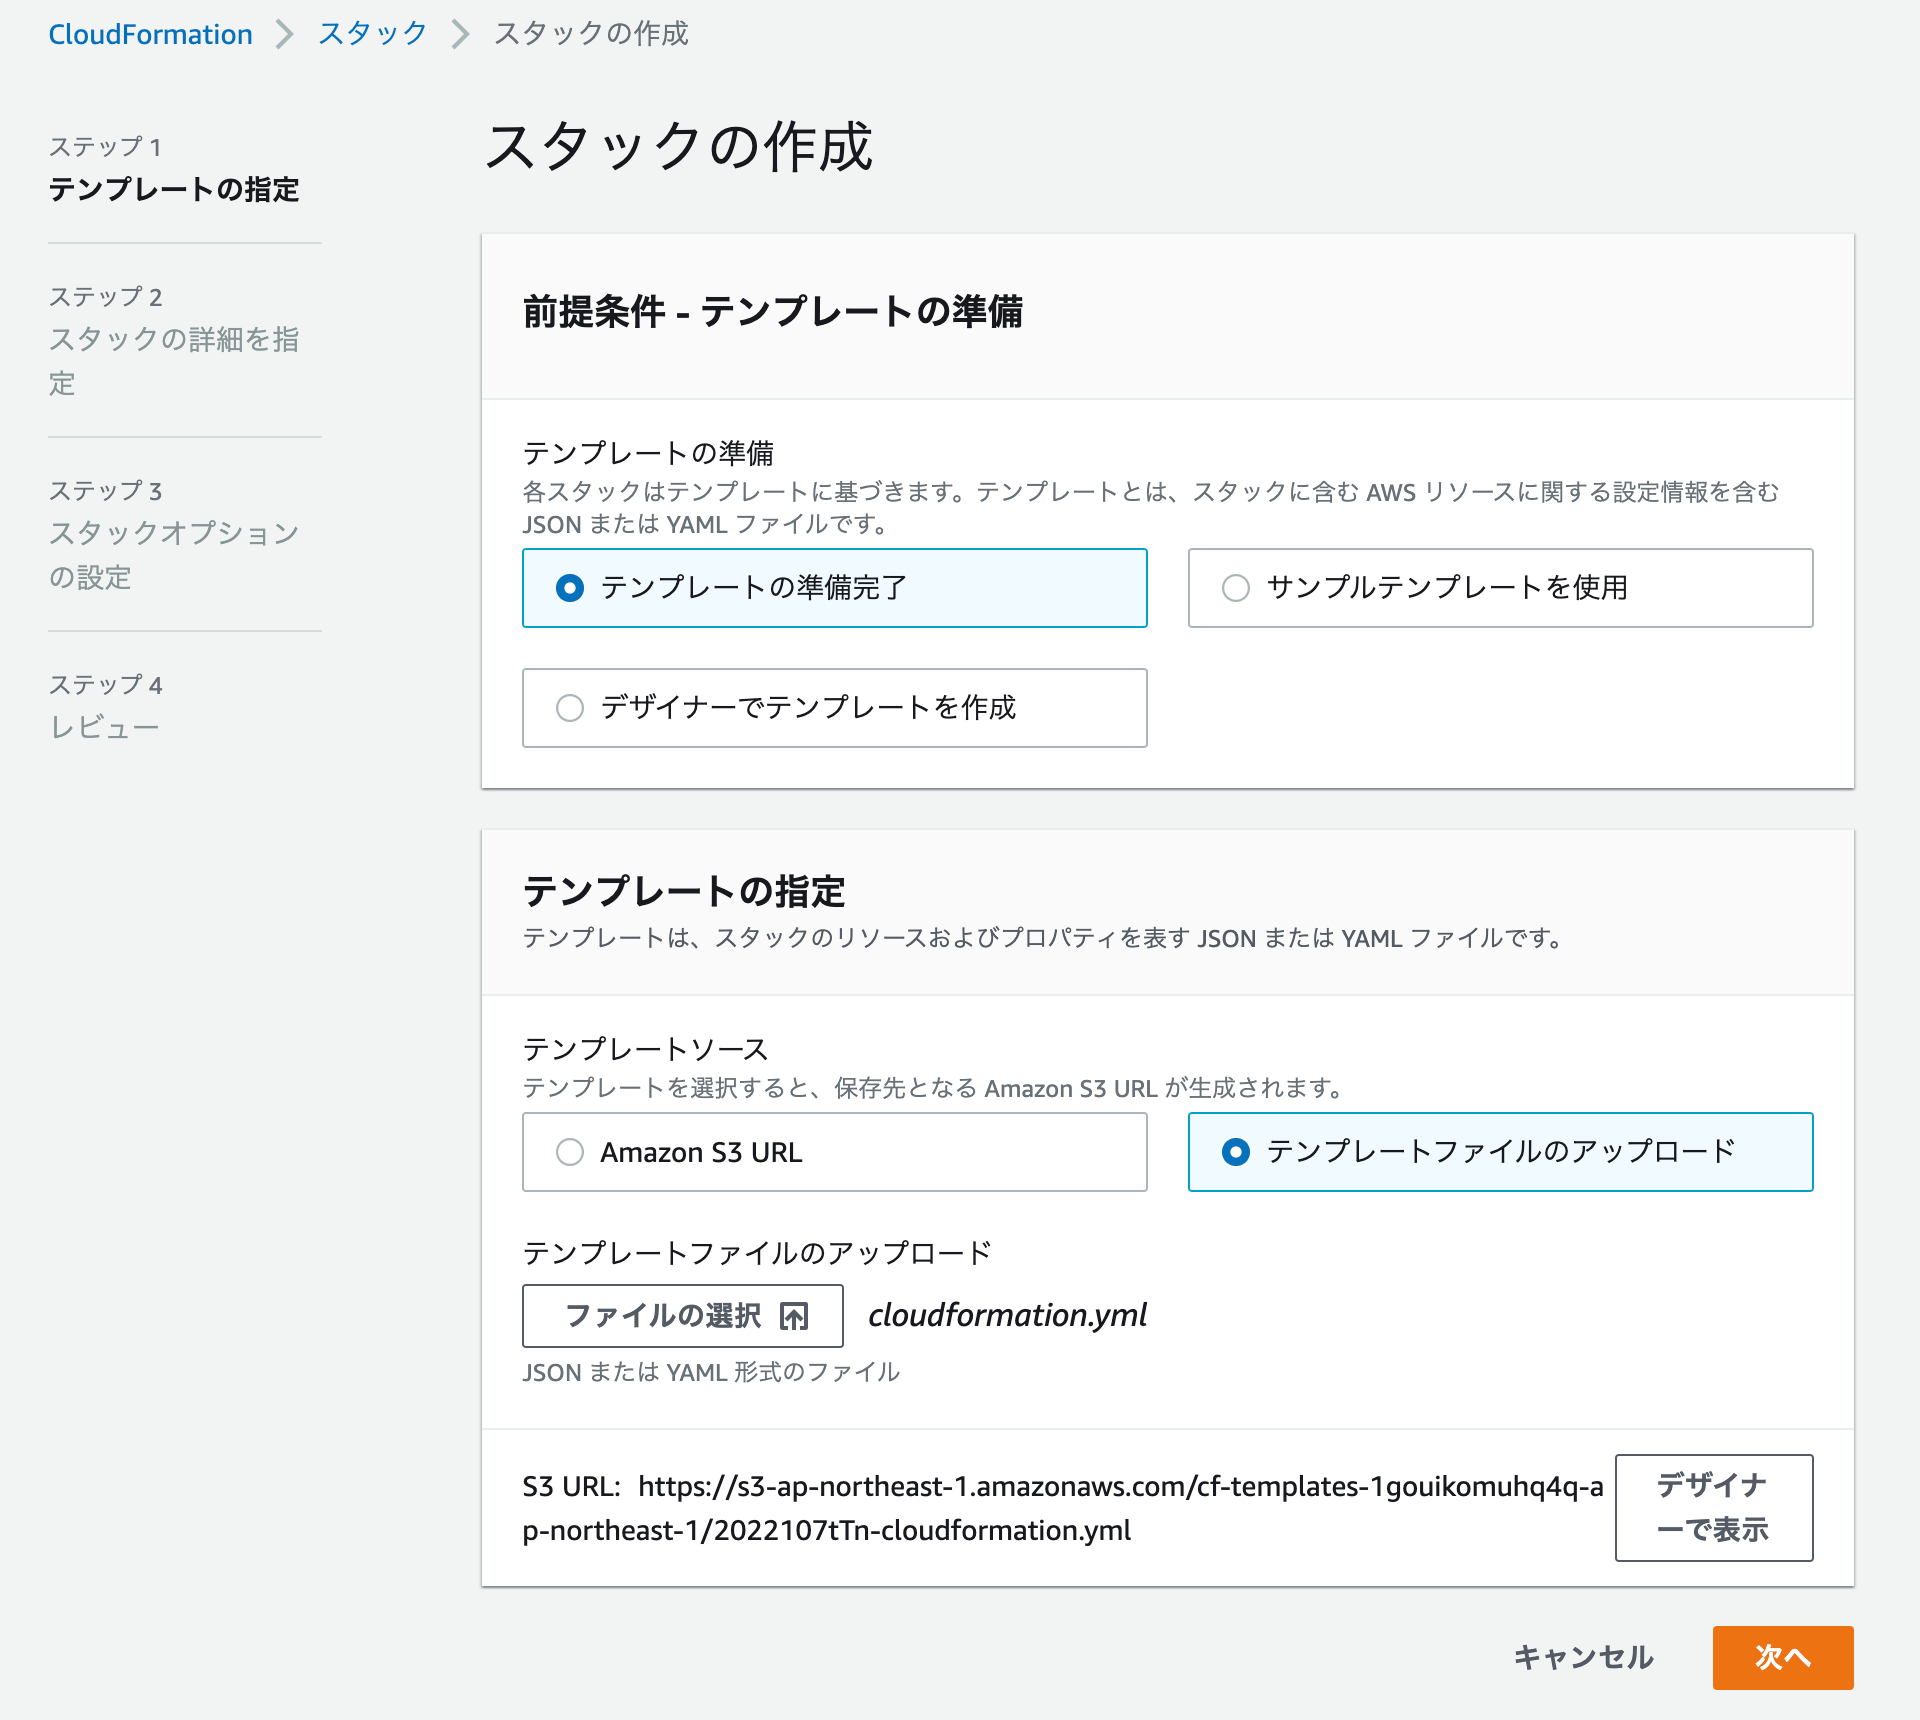 CloudFormation > スタック > スタックの作成
ステップ 1
テンプレートの指定
ステップ 2
スタックの詳細を指
定
ステップ 3
スタックオプション
の設定
ステップ 4
レビュー
スタックの作成
前提条件 - テンプレートの準備
テンプレートの準備
各スタックはテンプレートに基づきます。テンプレートとは、スタックに含む AWS リソースに関する設定情報を含む
JSON または YAML ファイルです。
テンプレートの準備完了
サンプルテンプレートを使用
デザイナーでテンプレートを作成
テンプレートの指定
テンプレートは、スタックのリソースおよびプロパティを表す JSON または YAML ファイルです。
テンプレートソース
テンプレートを選択すると、保存先となる Amazon S3 URL が生成されます。
Amazon S3 URL
テンプレートファイルのアップロード
テンプレートファイルのアップロード
ファイルの選択
cloudformation.yml
JSON または YAML 形式のファイル
S3 URL: https://s3-ap-northeast-1.amazonaws.com/cf-templates-1gouikomuhq4q-a
p-northeast-1/2022107tTn-cloudformation.yml
デザイナ
ーで表示
キャンセル
次へ